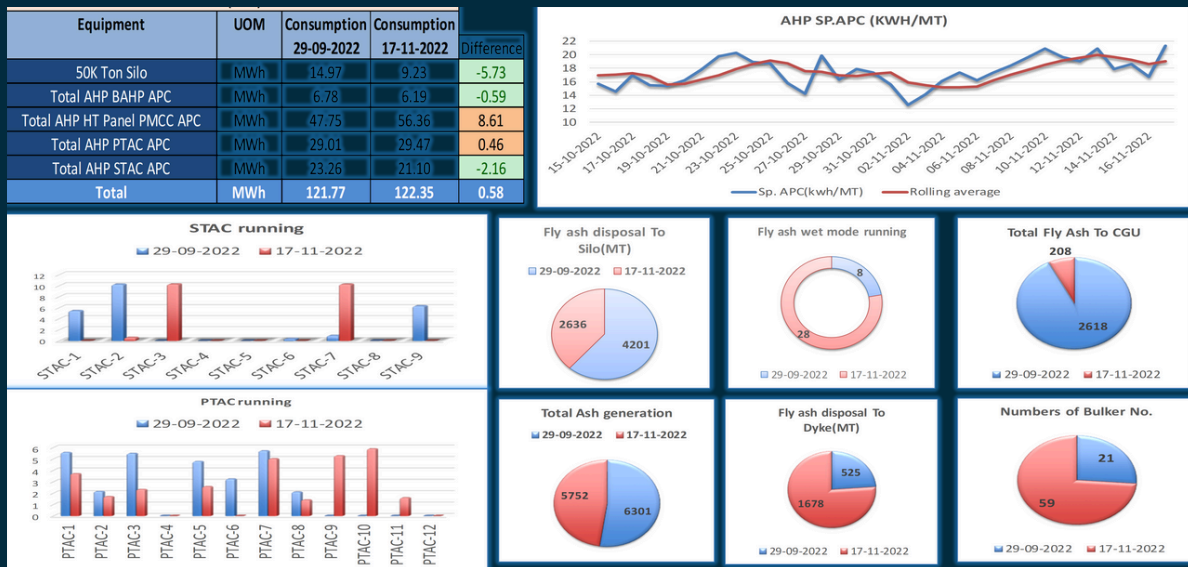 Equipment UOM Consumption Consumption
29-09-2022 17-11-2022 Difference
50K Ton Silo MWh 14.97 9.23 -5.73
Total AHP BAHP APC MWh 6.78 6.19 -0.59
Total AHP HT Panel PMCC APC MWh 47.75 56.36 8.61
Total AHP PTAC APC MWh 29.01 29.47 0.46
Total AHP STAC APC MWh 23.26 21.10 -2.16
Total MWh 121.77 122.35 0.58
AHP SP.APC (KWH/MT)
22
20
18
16
14
12
10
15-10-2022
17-10-2022
19-10-2022
21-10-2022
23-10-2022
25-10-2022
27-10-2022
29-10-2022
31-10-2022
02-11-2022
04-11-2022
06-11-2022
08-11-2022
10-11-2022
12-11-2022
14-11-2022
16-11-2022
Sp. APC(kwh/MT) Rolling average
STAC running
29-09-2022 17-11-2022
12
10
8
6
4
2
0
STAC-1
STAC-2
STAC-3
STAC-4
STAC-5
STAC-6
STAC-7
STAC-8
STAC-9
Fly ash disposal To
Silo(MT)
29-09-2022 17-11-2022
2636
4201
Fly ash wet mode running
8
28
29-09-2022 17-11-2022
Total Fly Ash To CGU
208
2618
29-09-2022 17-11-2022
PTAC running
29-09-2022 17-11-2022
6
5
4
3
2
1
0
PTAC-1
PTAC-2
PTAC-3
PTAC-4
PTAC-5
PTAC-6
PTAC-7
PTAC-8
PTAC-9
PTAC-10
PTAC-11
PTAC-12
Total Ash generation
29-09-2022 17-11-2022
5752
6301
Fly ash disposal To
Dyke(MT)
525
1678
29-09-2022 17-11-2022
Numbers of Bulker No.
21
59
29-09-2022 17-11-2022